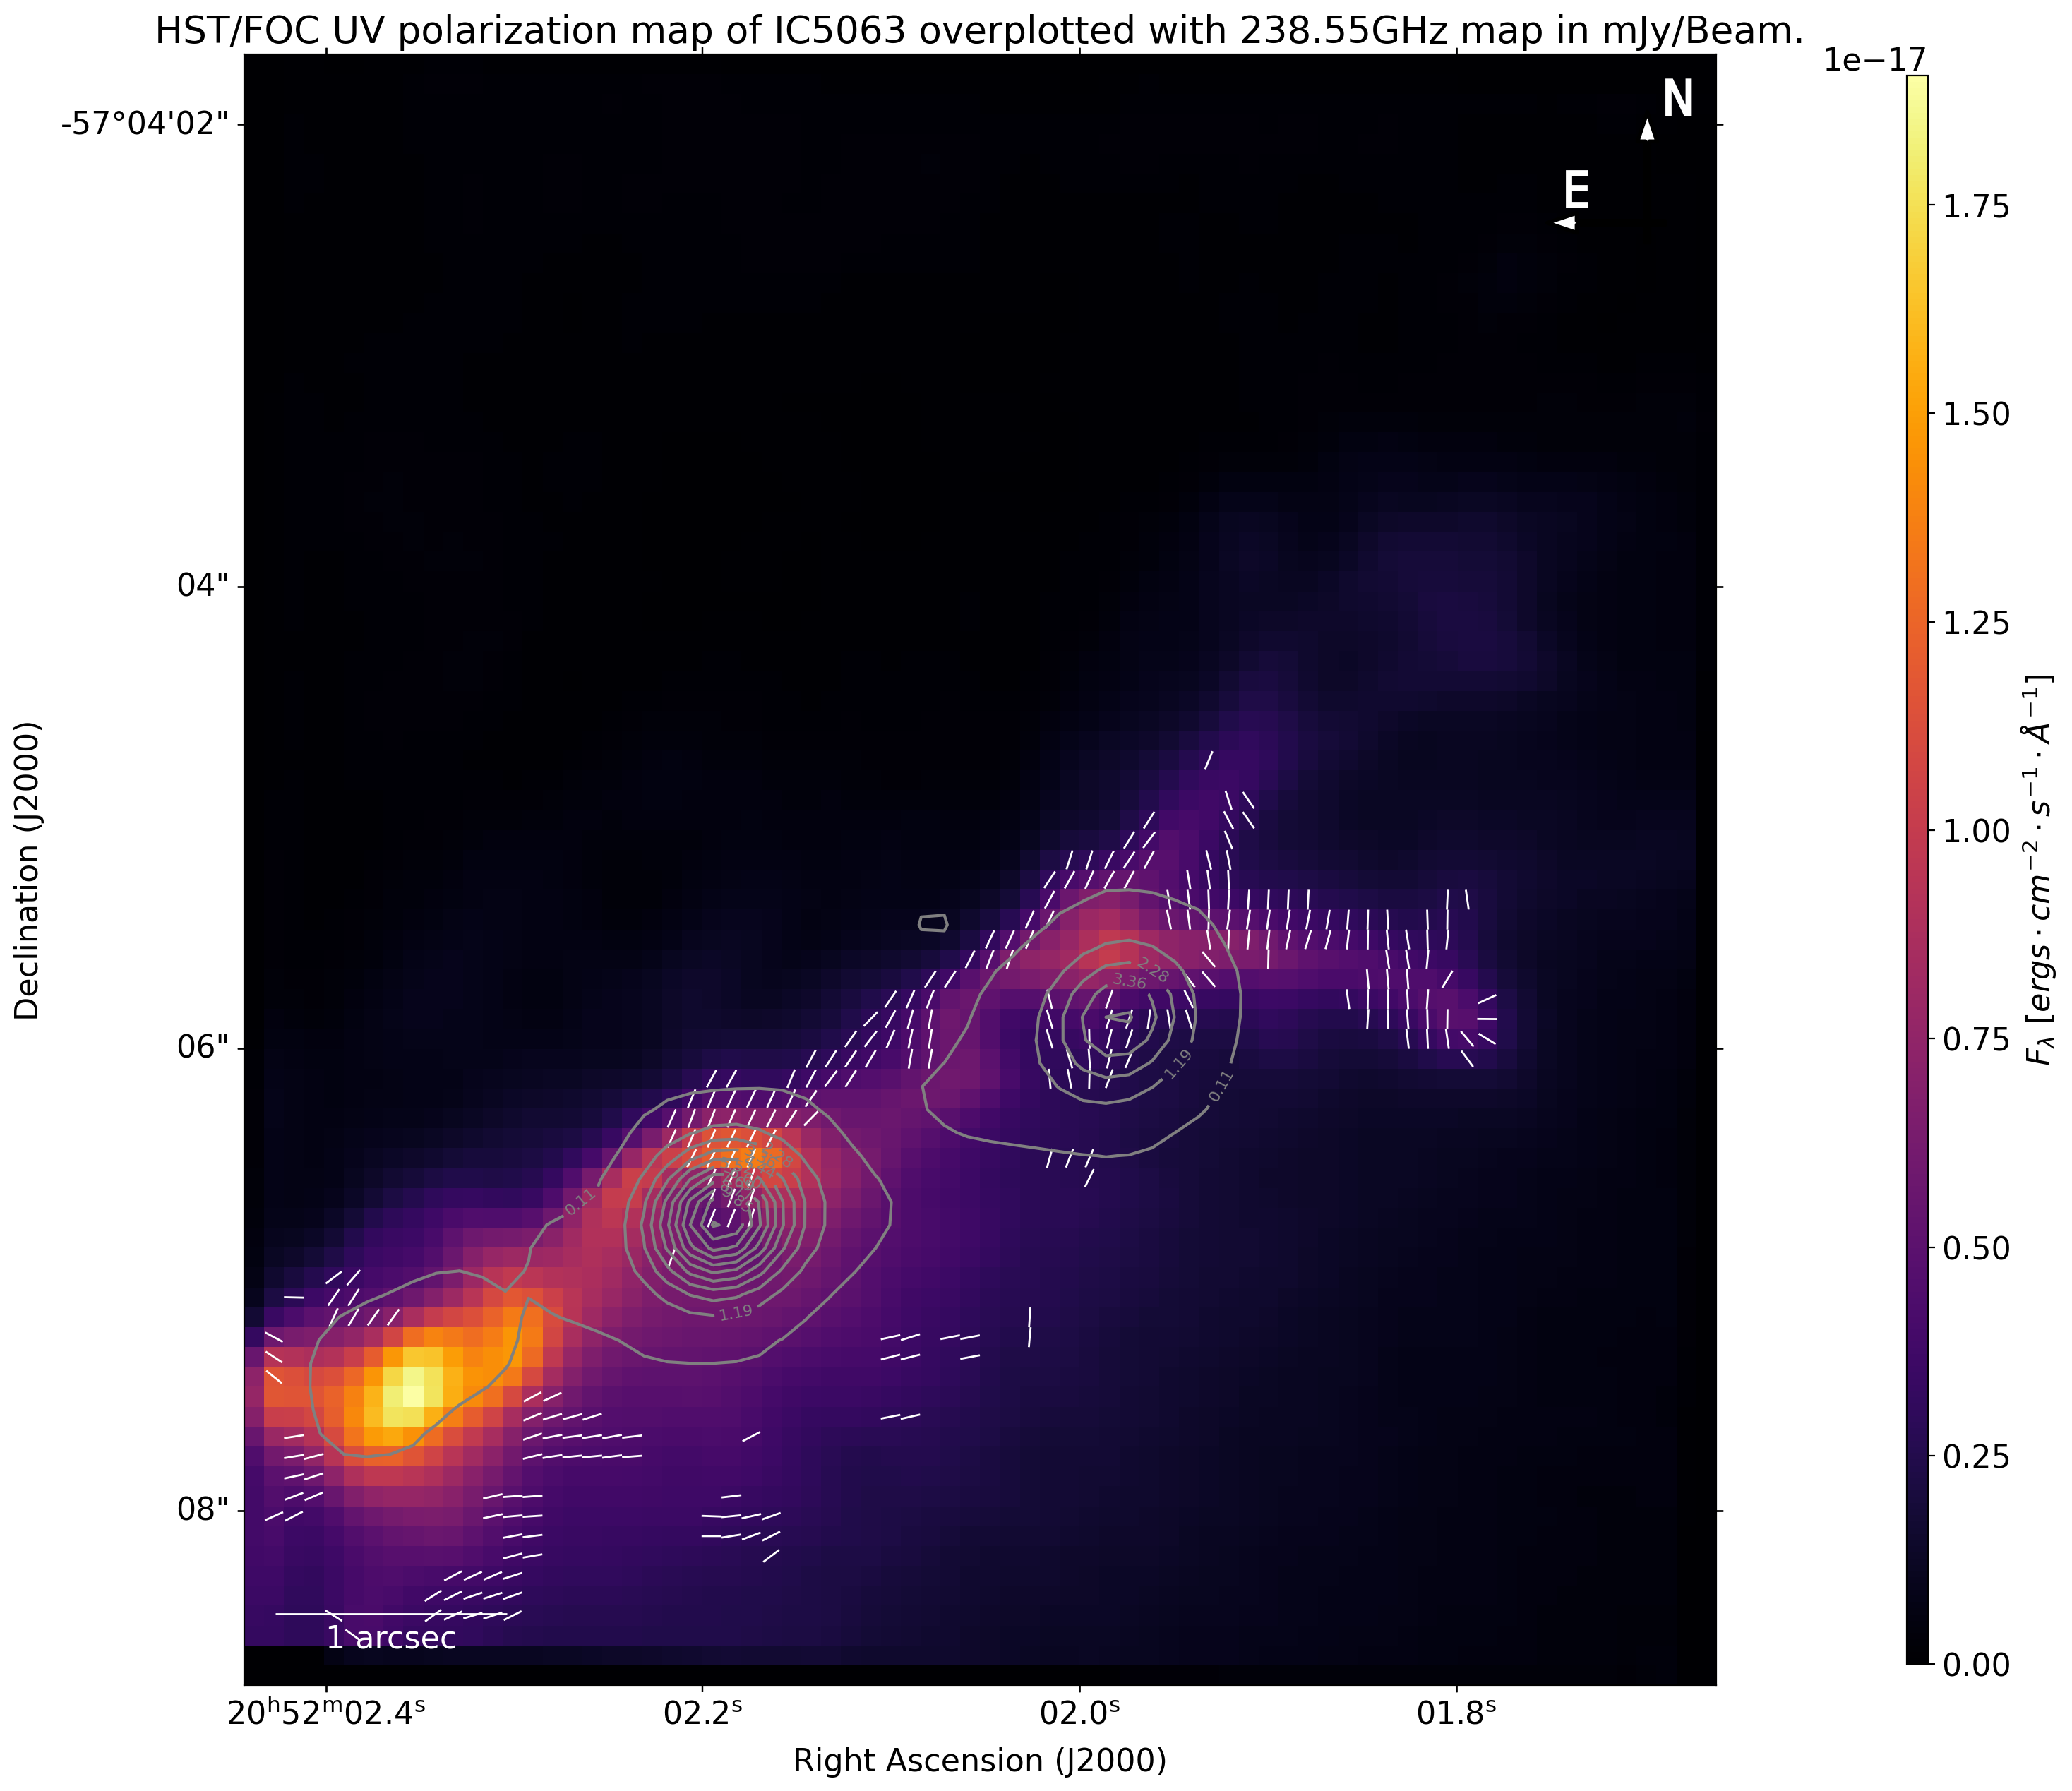 HST/FOC UV polarization map of IC5063 overplotted with 238.55GHz map in mJy/Beam.
1e−17
N
E
-57°04'02"
04"
06"
08"
Declination (J2000)
2.28
3.36
1.19
0.11
0.11
1.19
1 arcsec
20h52m02.4s
02.2s
02.0s
01.8s
Right Ascension (J2000)
1.75
1.50
1.25
1.00
0.75
0.50
0.25
0.00
Fλ [ergs · cm−2 · s−1 · Å−1]